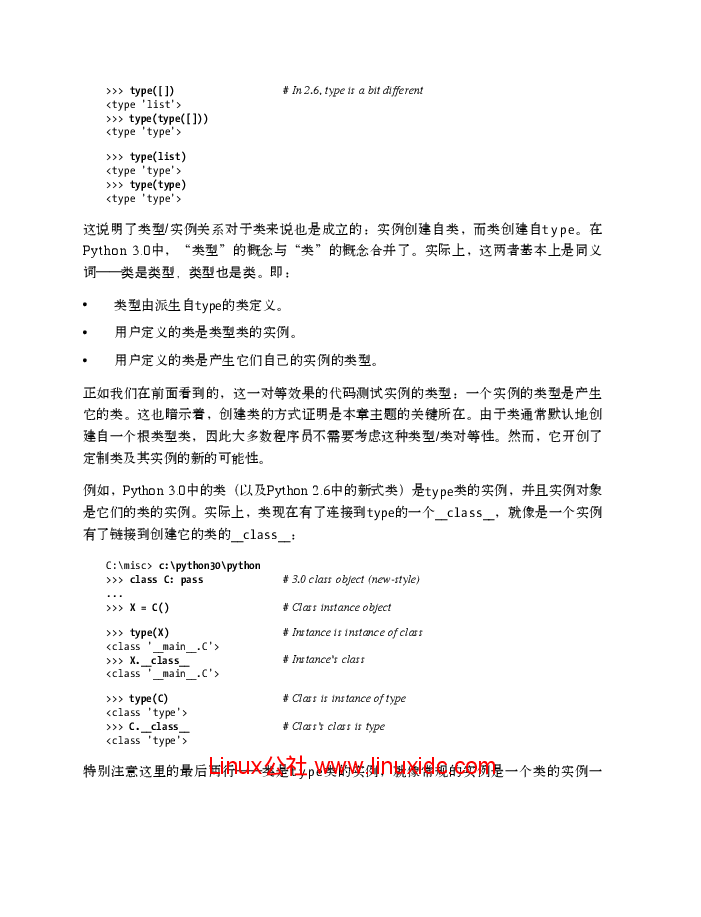 >>> type([]) # In 2.6, type is a bit different
<type 'list'>
>>> type(type([]))
<type 'type'>
>>> type(list)
<type 'type'>
>>> type(type)
<type 'type'>
这说明了类型/实例关系对于类来说也是成立的：实例创建自类，而类创建自type。在
Python 3.0中，“类型”的概念与“类”的概念合并了。实际上，这两者基本上是同义
词——类是类型，类型也是类。即：
• 类型由派生自type的类定义。
• 用户定义的类是类型类的实例。
• 用户定义的类是产生它们自己的实例的类型。
正如我们在前面看到的，这一对等效果的代码测试实例的类型：一个实例的类型是产生
它的类。这也暗示着，创建类的方式证明是本章主题的关键所在。由于类通常默认地创
建自一个根类型类，因此大多数程序员不需要考虑这种类型/类对等性。然而，它开创了
定制类及其实例的新的可能性。
例如，Python 3.0中的类（以及Python 2.6中的新式类）是type类的实例，并且实例对象
是它们的类的实例。实际上，类现在有了连接到type的一个__class__，就像是一个实例
有了链接到创建它的类的__class__：
C:\misc> c:\python30\python
>>> class C: pass # 3.0 class object (new-style)
...
>>> X = C() # Class instance object
>>> type(X) # Instance is instance of class
<class '__main__.C'>
>>> X.__class__ # Instance's class
<class '__main__.C'>
>>> type(C) # Class is instance of type
<class 'type'>
>>> C.__class__ # Class's class is type
<class 'type'>
特别注意这里的最后两行——类是type类的实例，就像常规的实例是一个类的实例一
Linux公社 www.linuxidc.com